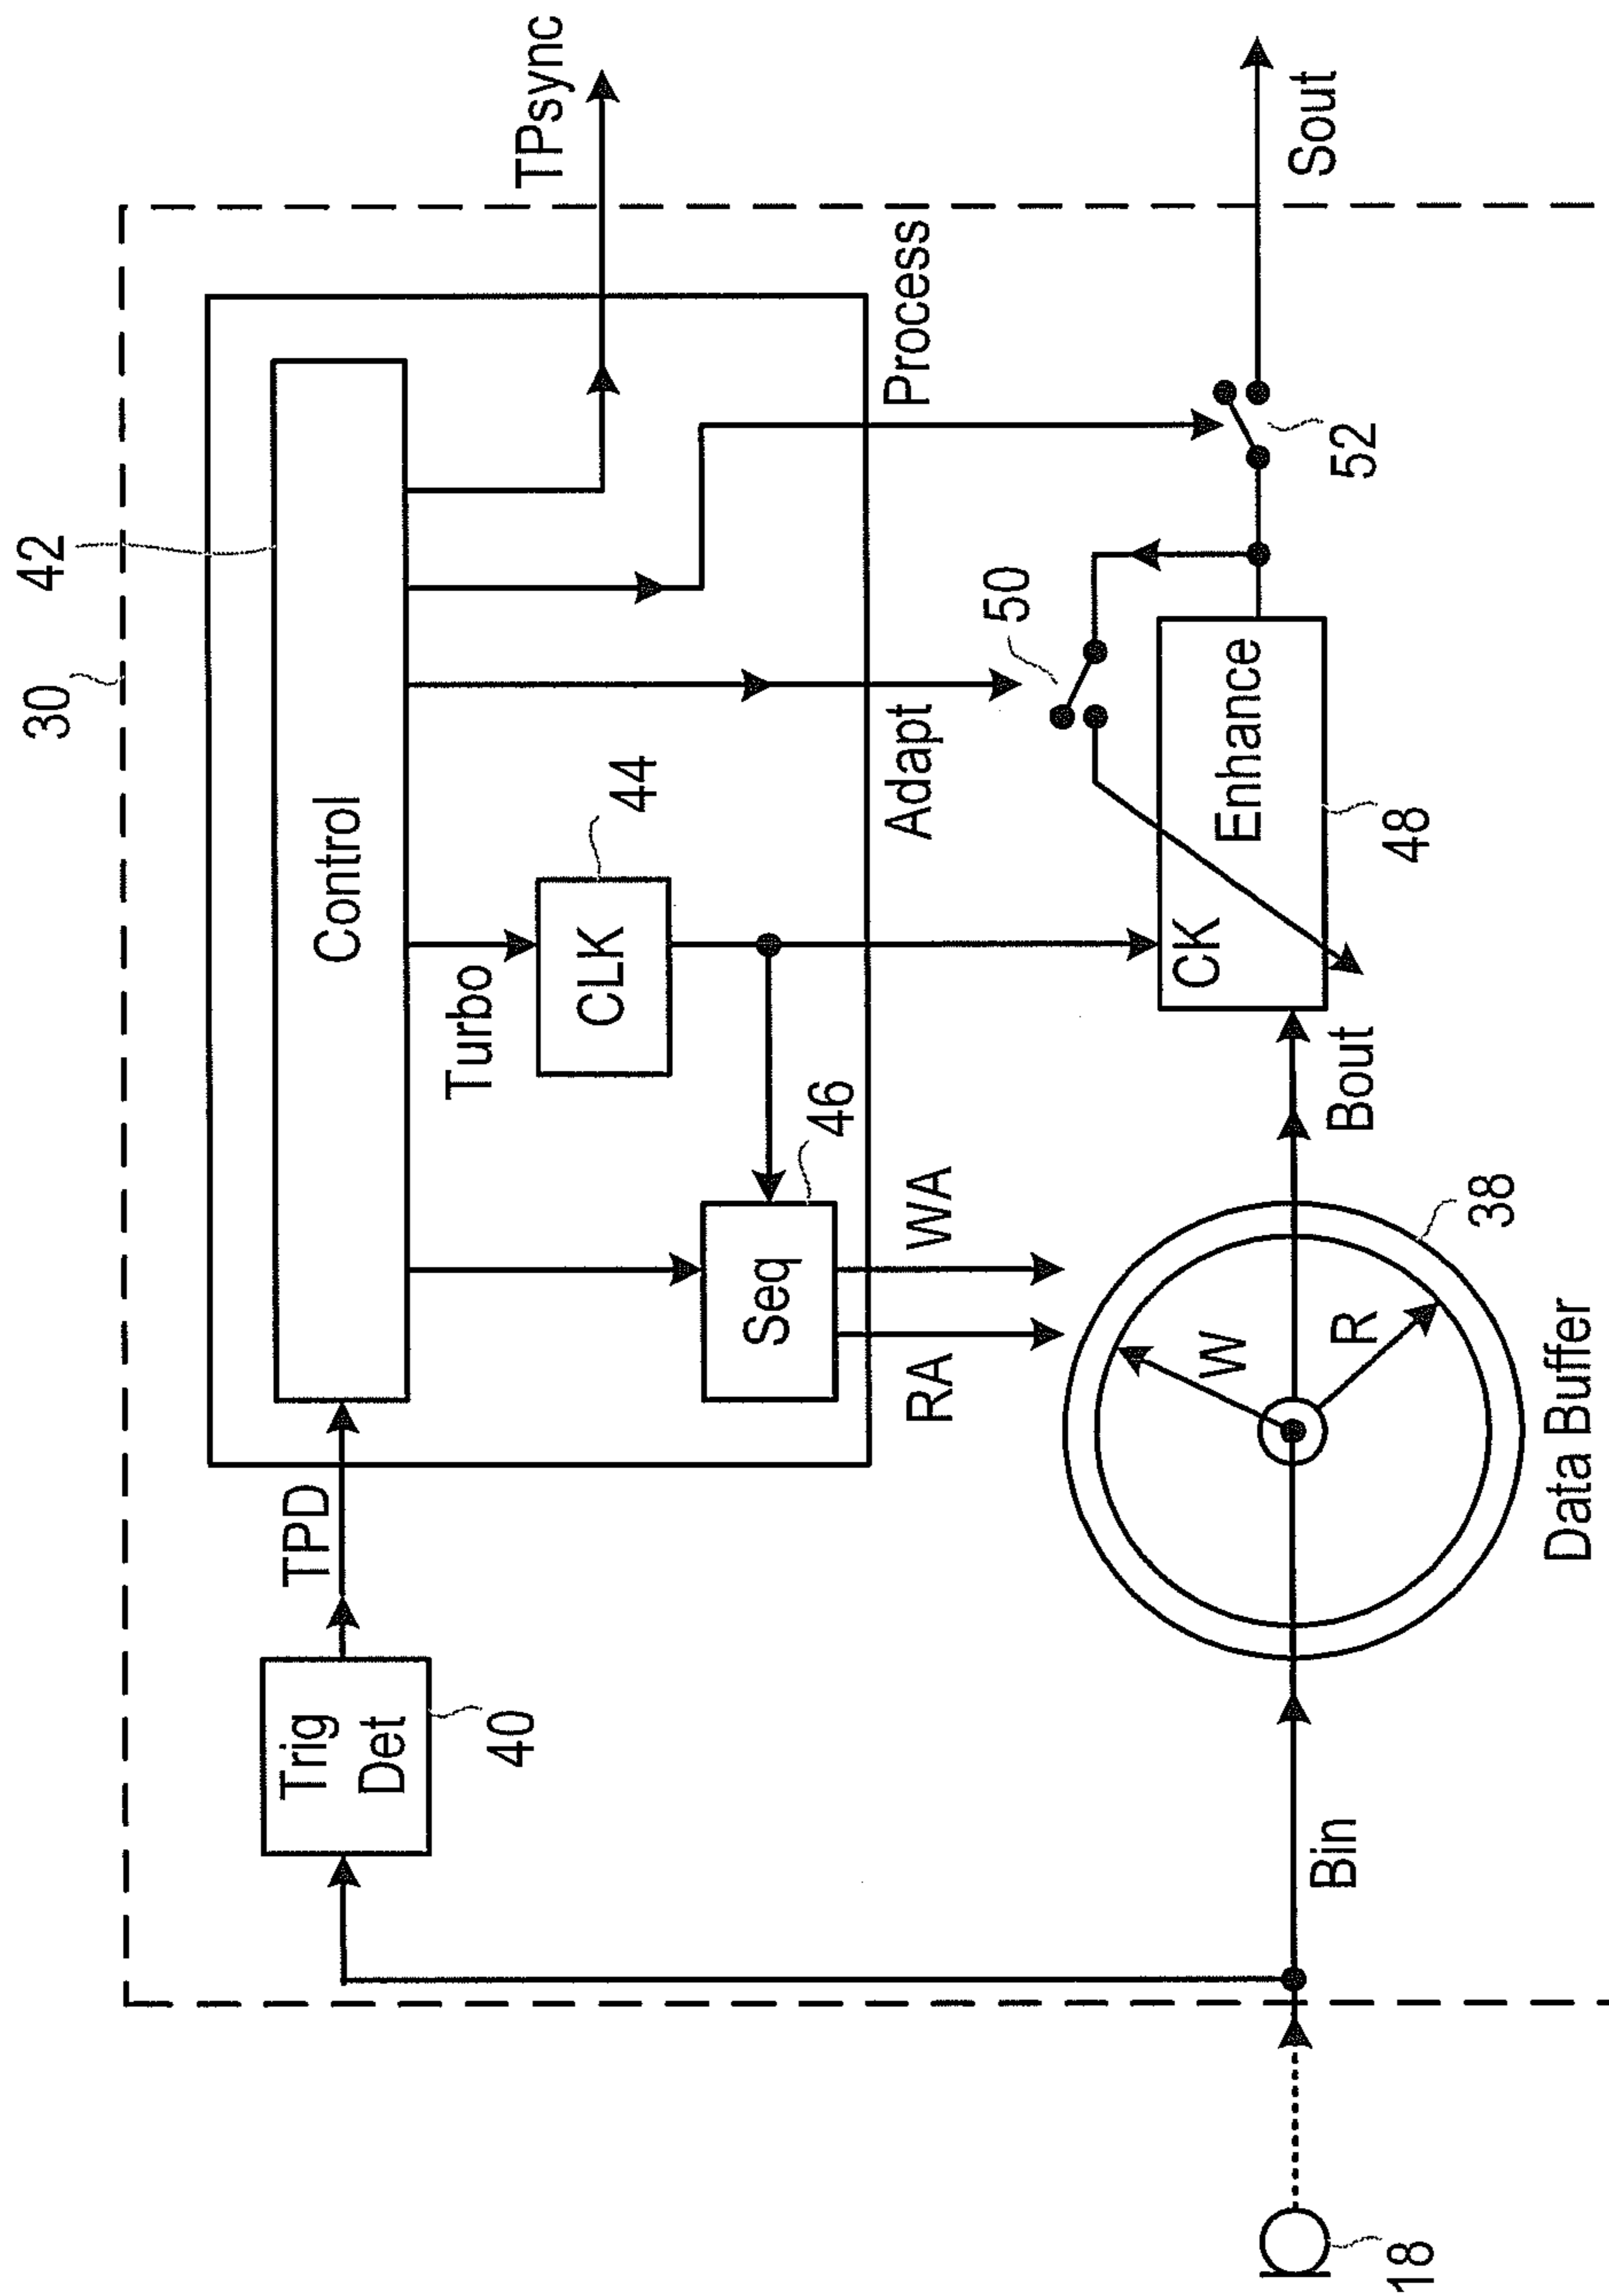 30
42
Control
TPsync
Trig
Det
40
TPD
Turbo
CLK
44
Seq
46
RA
WA
Adapt
Process
50
52
CK
Enhance
48
Sout
Bin
W
R
Bout
38
Data Buffer
18